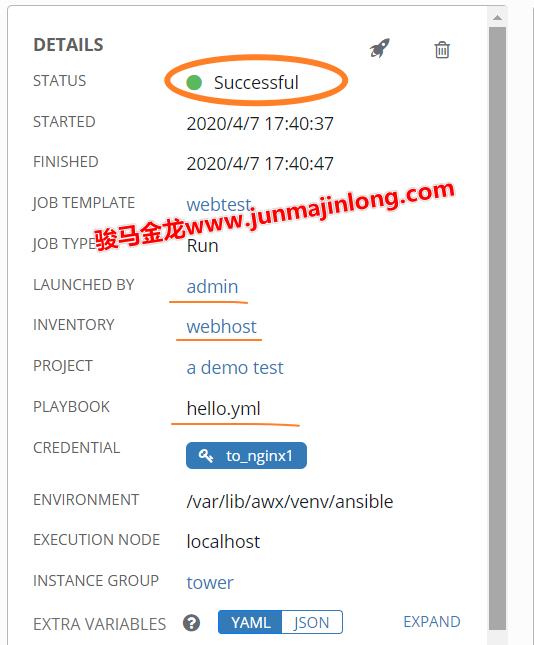 DETAILS
STATUS Successful
STARTED 2020/4/7 17:40:37
FINISHED 2020/4/7 17:40:47
JOB TEMPLATE webtest
骏马金龙www.junmajinlong.com
JOB TYPE Run
LAUNCHED BY admin
INVENTORY webhost
PROJECT a demo test
PLAYBOOK hello.yml
CREDENTIAL to_nginx1
ENVIRONMENT /var/lib/awx/venv/ansible
EXECUTION NODE localhost
INSTANCE GROUP tower
EXTRA VARIABLES ? YAML JSON EXPAND